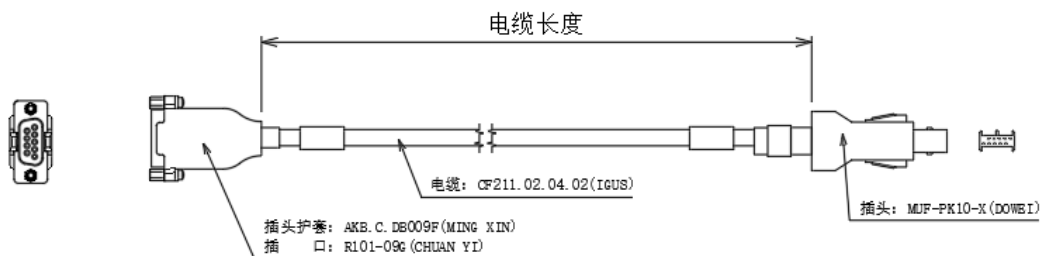 电缆长度
电缆: CF211.02.04.02(IGUS)
插头: MUF-PK10-X(DOWEI)
插头护套: AKB.C.DB009F(MING XIN)
插　　口: R101-09G(CHUAN YI)